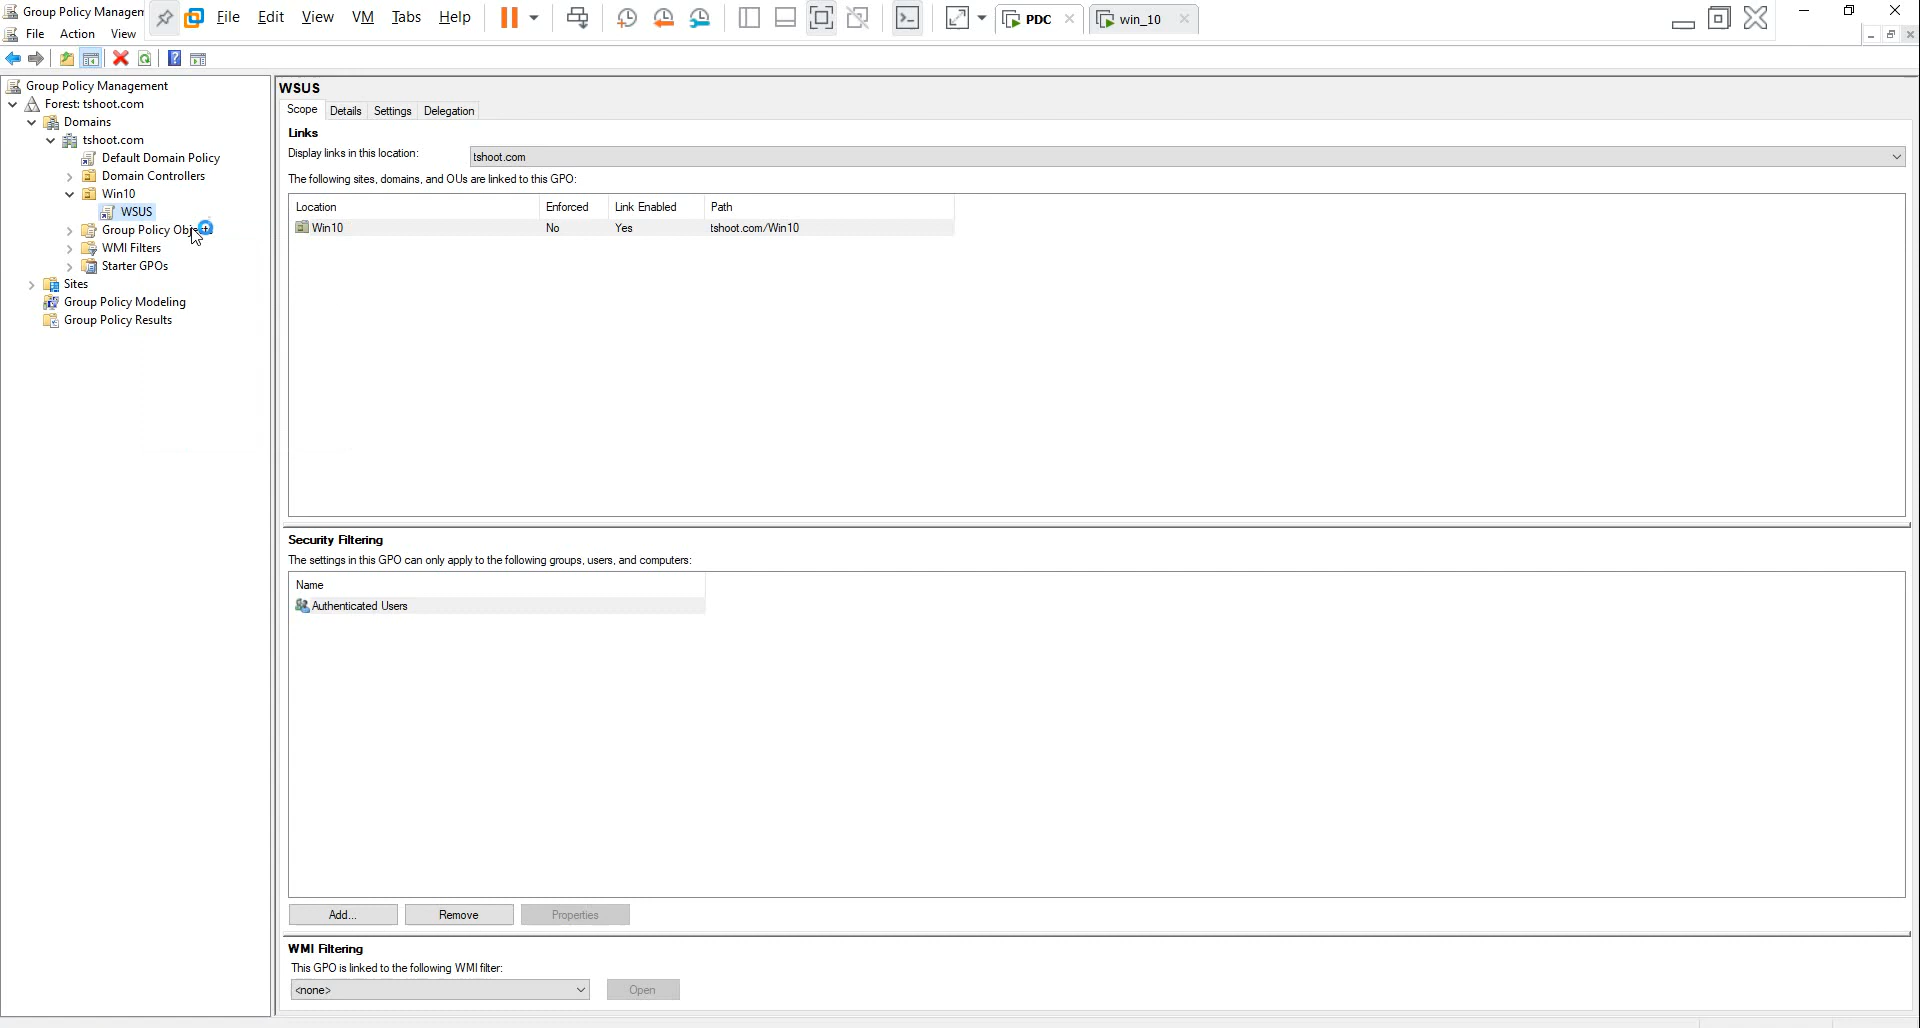 Group Policy Managem
File Edit View VM Tabs Help
PDC
win_10
File Action View
Group Policy Management
Forest: tshoot.com
Domains
tshoot.com
Default Domain Policy
Domain Controllers
Win10
WSUS
Group Policy Obj
WMI Filters
Starter GPOs
Sites
Group Policy Modeling
Group Policy Results
WSUS
Scope Details Settings Delegation
Links
Display links in this location: tshoot.com
The following sites, domains, and OUs are linked to this GPO:
Location Enforced Link Enabled Path
Win10 No Yes tshoot.com/Win10
Security Filtering
The settings in this GPO can only apply to the following groups, users, and computers:
Name
Authenticated Users
Add... Remove Properties
WMI Filtering
This GPO is linked to the following WMI filter:
<none> Open